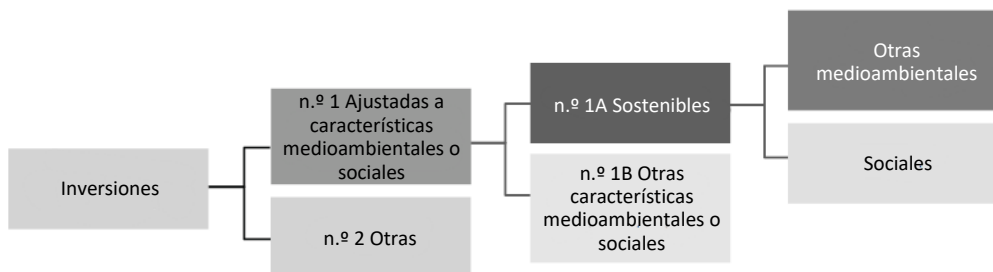 Inversiones
n.º 1 Ajustadas a
características
medioambientales o
sociales
n.º 2 Otras
n.º 1A Sostenibles
n.º 1B Otras
características
medioambientales o
sociales
Otras
medioambientales
Sociales